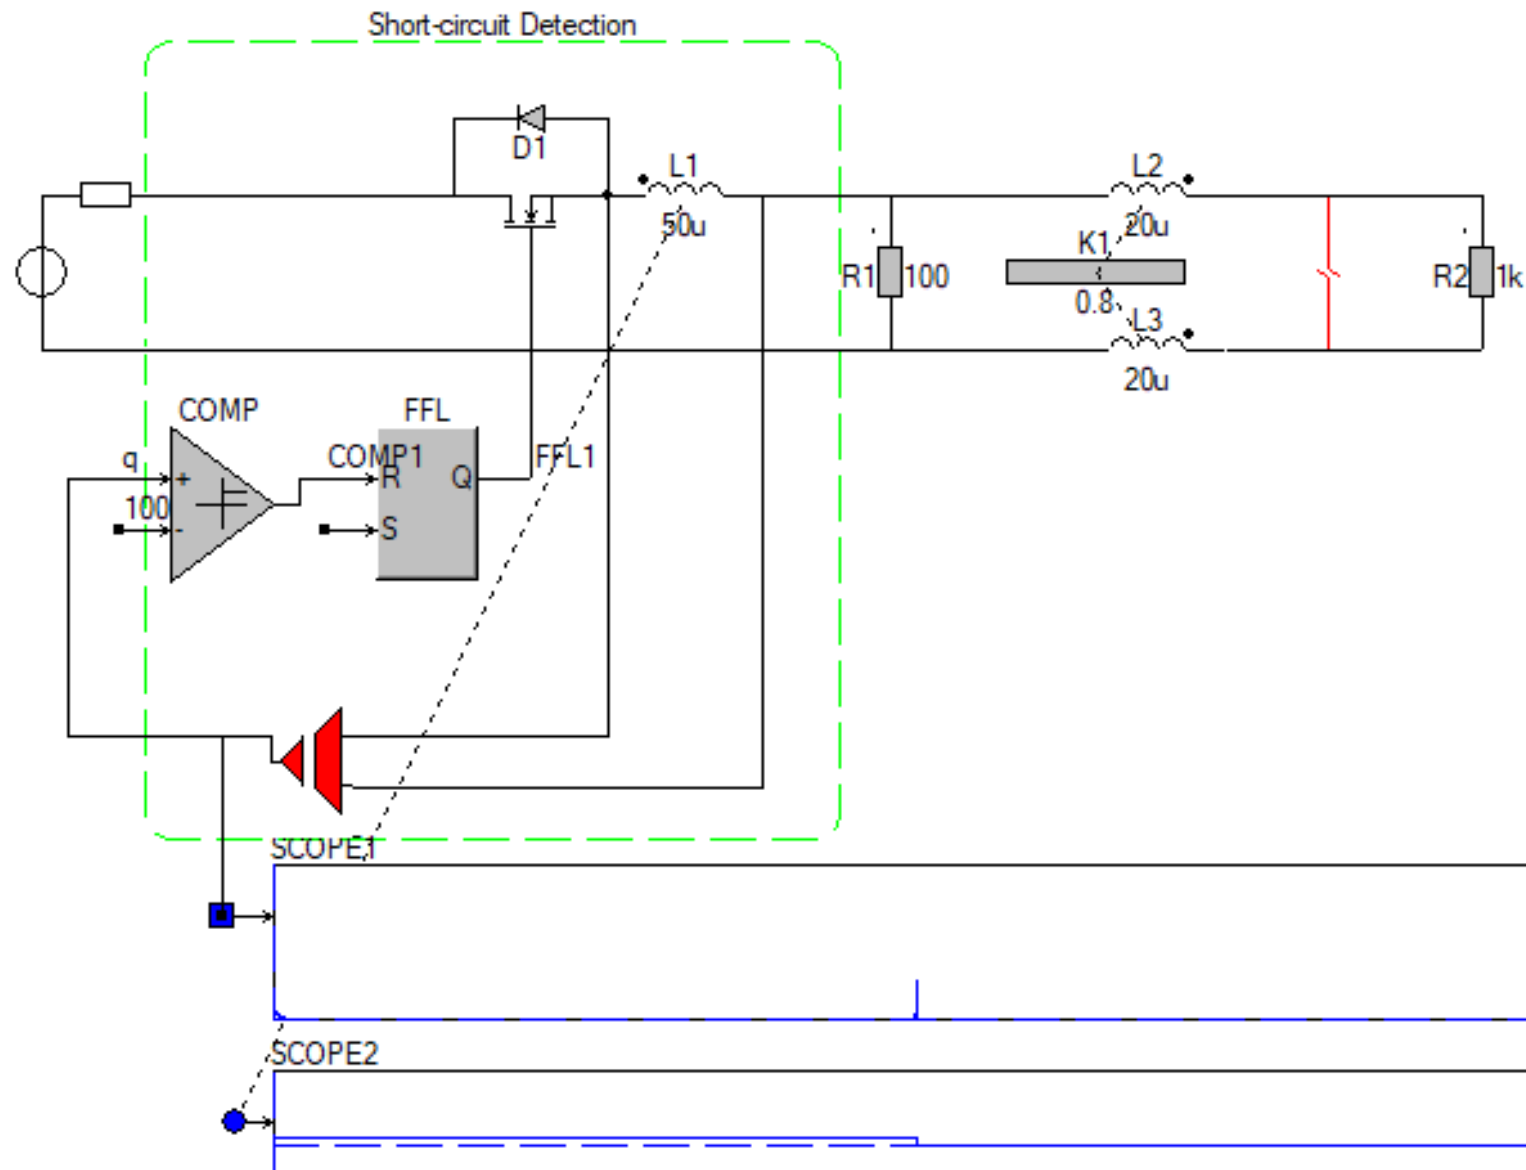 Short-circuit Detection
D1
L1
50u
L2
20u
K1
0.8
L3
20u
R1
100
R2
1k
COMP
q
+
100
-
COMP1
FFL
R
Q
S
FFL1
SCOPE1
SCOPE2